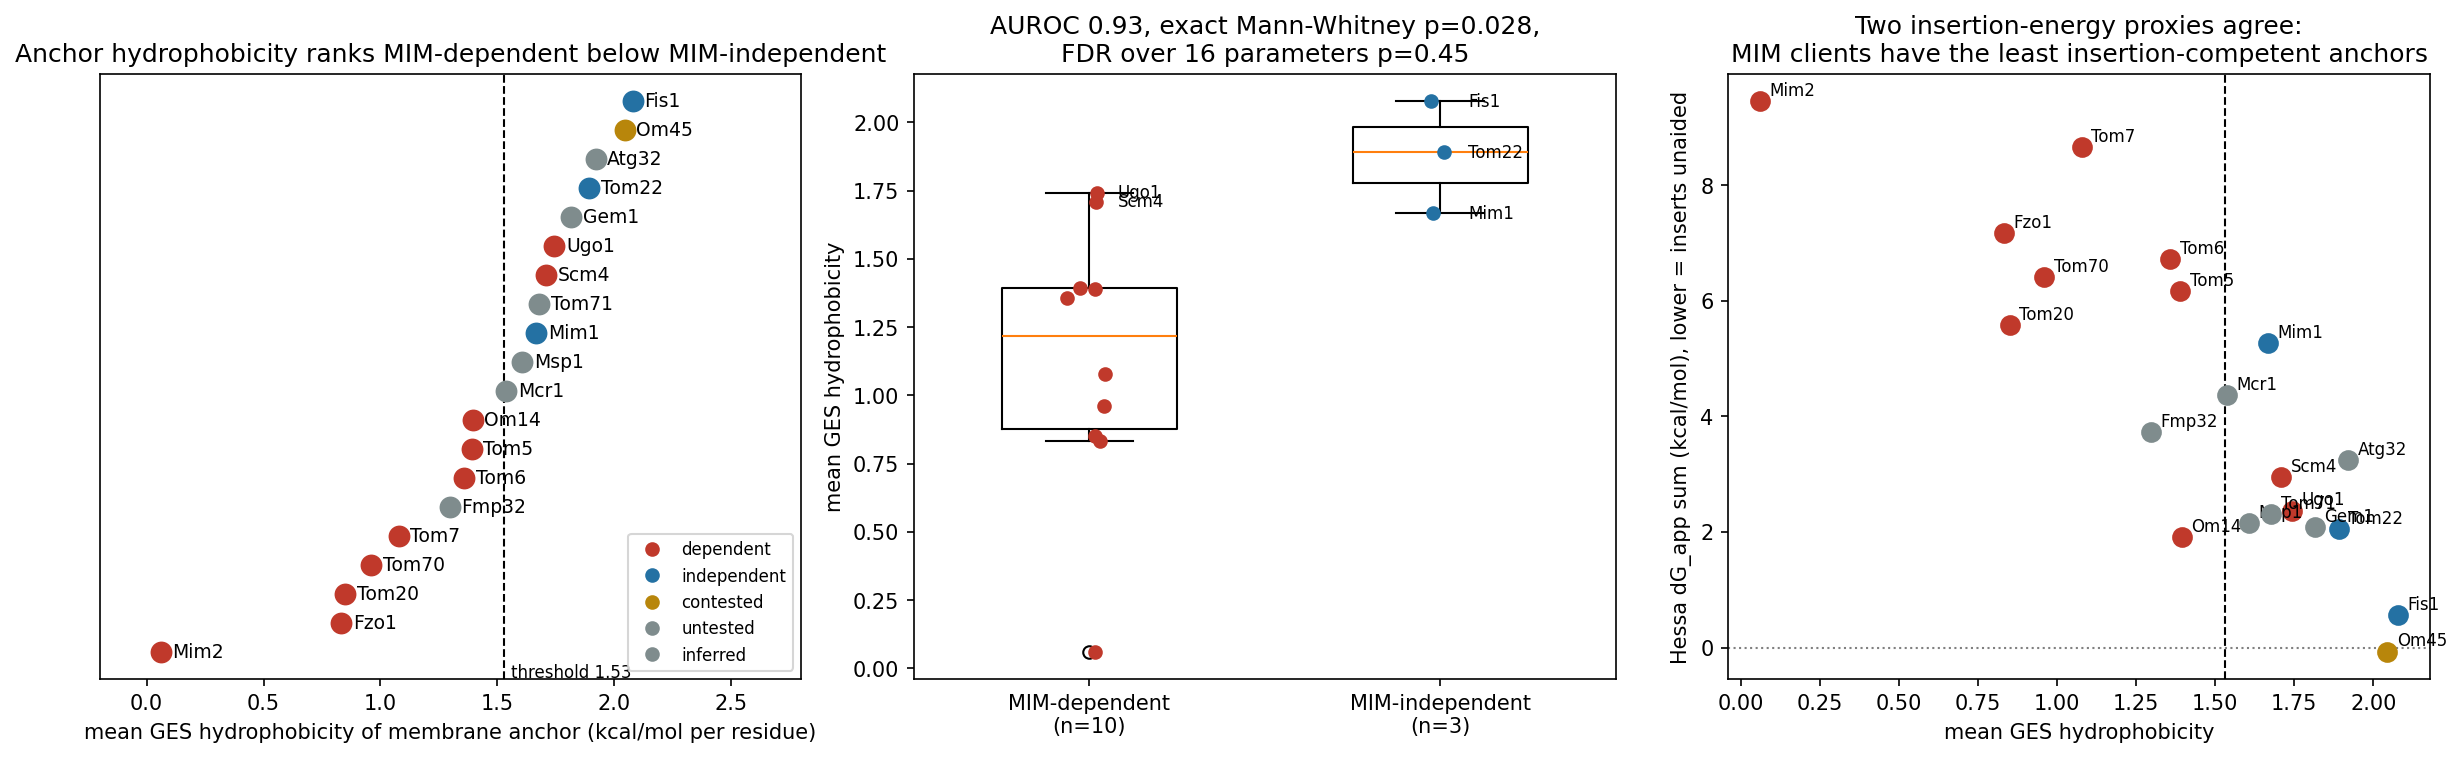 Anchor hydrophobicity ranks MIM-dependent below MIM-independent
Fis1
Om45
Atg32
Tom22
Gem1
Ugo1
Scm4
Tom71
Mim1
Msp1
Mcr1
Om14
Tom5
Tom6
Fmp32
Tom7
Tom70
Tom20
Fzo1
Mim2
threshold 1.53
dependent
independent
contested
untested
inferred
0.0 0.5 1.0 1.5 2.0 2.5
mean GES hydrophobicity of membrane anchor (kcal/mol per residue)
AUROC 0.93, exact Mann-Whitney p=0.028,
FDR over 16 parameters p=0.45
mean GES hydrophobicity
2.00
1.75
1.50
1.25
1.00
0.75
0.50
0.25
0.00
Fis1
Tom22
Ugo1
Scm4
Mim1
MIM-dependent
(n=10)
MIM-independent
(n=3)
Two insertion-energy proxies agree:
MIM clients have the least insertion-competent anchors
Hessa dG_app sum (kcal/mol), lower = inserts unaided
8
6
4
2
0
Mim2
Tom7
Fzo1
Tom6
Tom70
Tom5
Tom20
Mim1
Mcr1
Fmp32
Atg32
Scm4
Ugo1
Tom71
Msp1
Gem1
Tom22
Om14
Fis1
Om45
0.00 0.25 0.50 0.75 1.00 1.25 1.50 1.75 2.00
mean GES hydrophobicity